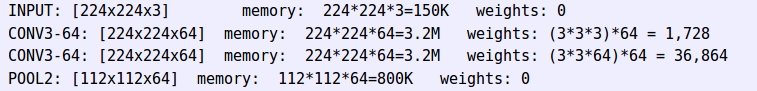 INPUT: [224x224x3]        memory:  224*224*3=150K   weights: 0
CONV3-64: [224x224x64]  memory:  224*224*64=3.2M   weights: (3*3*3)*64 = 1,728
CONV3-64: [224x224x64]  memory:  224*224*64=3.2M   weights: (3*3*64)*64 = 36,864
POOL2: [112x112x64]  memory:  112*112*64=800K   weights: 0